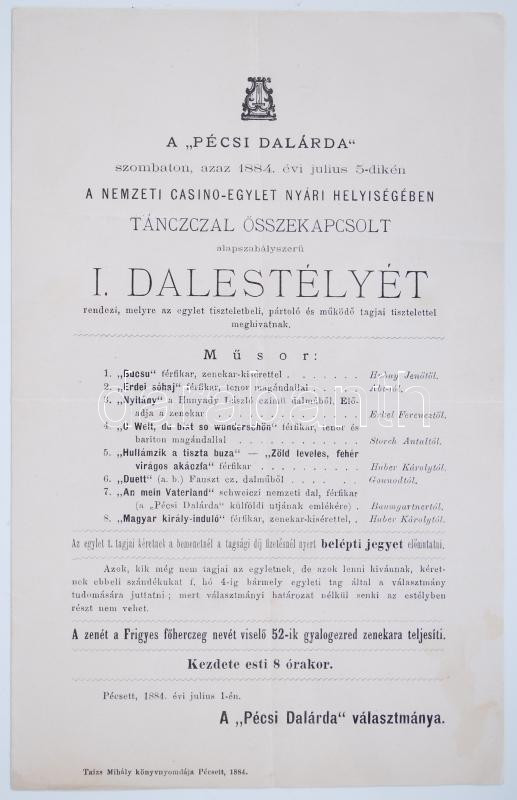 A „PÉCSI DALÁRDA"
szombaton, azaz 1884. évi julius 5-dikén
A NEMZETI CASINO-EGYLET NYÁRI HELYISÉGÉBEN
TÁNCZCZAL ÖSSZEKAPCSOLT
alapszabályszerű
I. DALESTÉLYÉT
rendezi, melyre az egylet tiszteletbeli, pártoló és működő tagjai tisztelettel
meghivatnak.
Műsor:
1. „Bucsu" férfikar, zenekar-kísérettel . . . . . . . Jenőtől.
2. „Erdei sóhaj" férfikar, tenor magándallal . . . . . Abttól.
3. „Nyitány" a Hunyady László czimű dalműből. Elő-
adja a zenekar . . . . . . . . . . . . . . . Erkel Ferencztől.
4. „O Welt, du bist so wunderschön" férfikar, tenor és
bariton magándallal . . . . . . . . . . . . Storch Antaltól.
5. „Hullámzik a tiszta buza" — „Zöld leveles, fehér
virágos akáczfa" férfikar . . . . . . . . . . Huber Károlytól.
6. „Duett" (a. b.) Fauszt cz. dalműből . . . . . . Gounodtól.
7. „An mein Vaterland" schweiczi nemzeti dal, férfikar
(a „Pécsi Dalárda" külföldi utjának emlékére) . Baumgartnertől.
8. „Magyar király-induló" férfikar, zenekar-kísérettel. . Huber Károlytól.
Az egylet t. tagjai kéretnek a bemenetnél a tagsági díj fizetésnél nyert belépti jegyet előmutatni.
Azok, kik még nem tagjai az egyletnek, de azok lenni kivánnak, kéret-
nek ebbeli szándékukat f. hó 4-ig bármely egyleti tag által a választmány
tudomására juttatni ; mert választmányi határozat nélkül senki az estélyben
részt nem vehet.
A zenét a Frigyes főherczeg nevét viselő 52-ik gyalogezred zenekara teljesíti.
Kezdete esti 8 órakor.
Pécsett, 1884. évi julius 1-én.
A „Pécsi Dalárda" választmánya.
Taizs Mihály könyvnyomdája Pécsett, 1884.